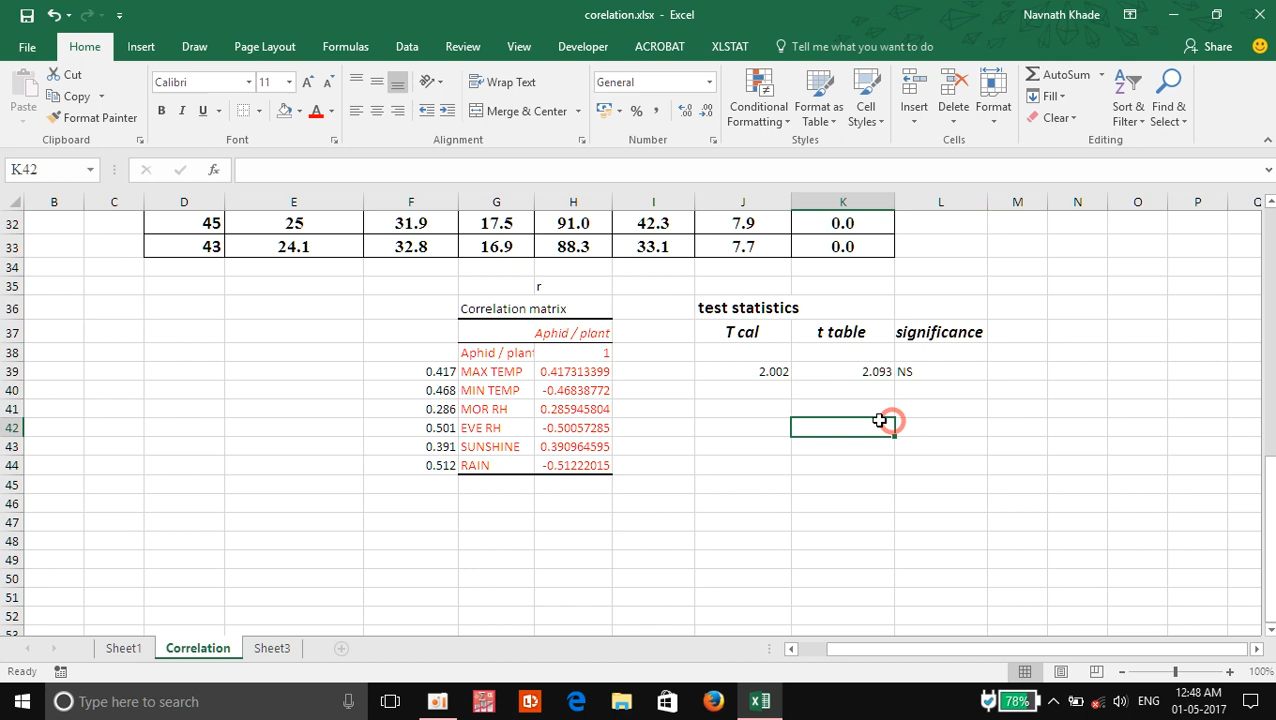 corelation.xlsx - Excel
Navnath Khade
File Home Insert Draw Page Layout Formulas Data Review View Developer ACROBAT XLSTAT Tell me what you want to do Share
Paste
Cut
Copy
Format Painter
Clipboard
Calibri 11
B I U
Font
Wrap Text
Merge & Center
Alignment
General
Number
Conditional Formatting
Format as Table
Cell Styles
Styles
Insert
Delete
Format
Cells
AutoSum
Fill
Clear
Sort & Filter
Find & Select
Editing
K42
fx
B C D E F G H I J K L M N O P
32 45 25 31.9 17.5 91.0 42.3 7.9 0.0
33 43 24.1 32.8 16.9 88.3 33.1 7.7 0.0
34
35 r
36 Correlation matrix test statistics
37 Aphid / plant T cal t table significance
38 Aphid / plant 1
39 0.417 MAX TEMP 0.417313399 2.002 2.093 NS
40 0.468 MIN TEMP -0.46838772
41 0.286 MOR RH 0.285945804
42 0.501 EVE RH -0.50057285
43 0.391 SUNSHINE 0.390964595
44 0.512 RAIN -0.51222015
45
46
47
48
49
50
51
52
53
Sheet1 Correlation Sheet3
Ready
100%
Type here to search
78%
ENG
12:48 AM
01-05-2017